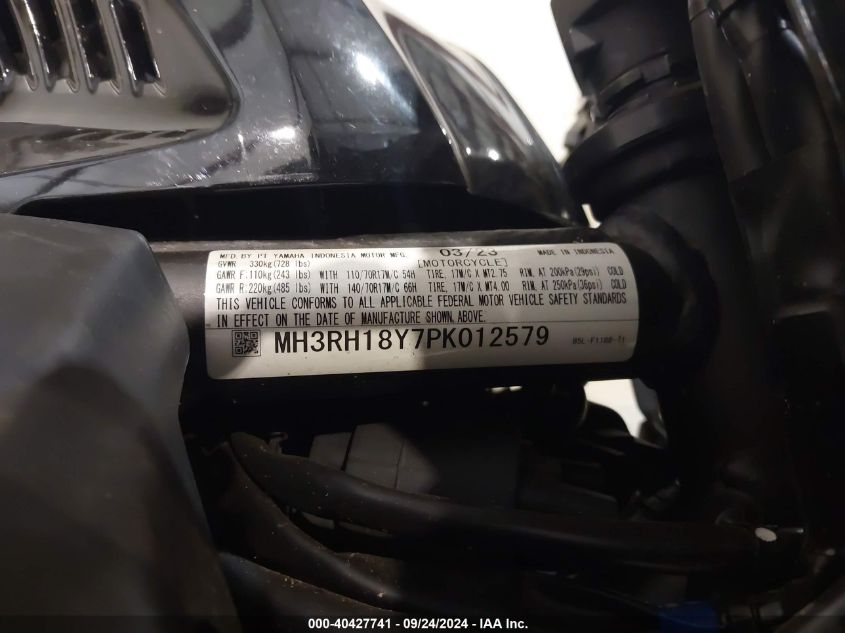 MFD.BY PT YAMAHA INDONESIA MOTOR MFG. 03/23 MADE IN INDONESIA
GVWR 330kg(728 lbs) [MOTORCYCLE]
GAWR F.110kg(243 lbs) WITH 110/70R17M/C 54H TIRE, 17M/C X MT2.75 RIM, AT 200kPa(29psi) COLD
GAWR R.220kg(485 lbs) WITH 140/70R17M/C 66H TIRE, 17M/C X MT4.00 RIM, AT 250kPa(36psi) COLD
THIS VEHICLE CONFORMS TO ALL APPLICABLE FEDERAL MOTOR VEHICLE SAFETY STANDARDS
IN EFFECT ON THE DATE OF MANUFACTURE SHOWN ABOVE.
MH3RH18Y7PK012579
000-40427741 - 09/24/2024 - IAA Inc.